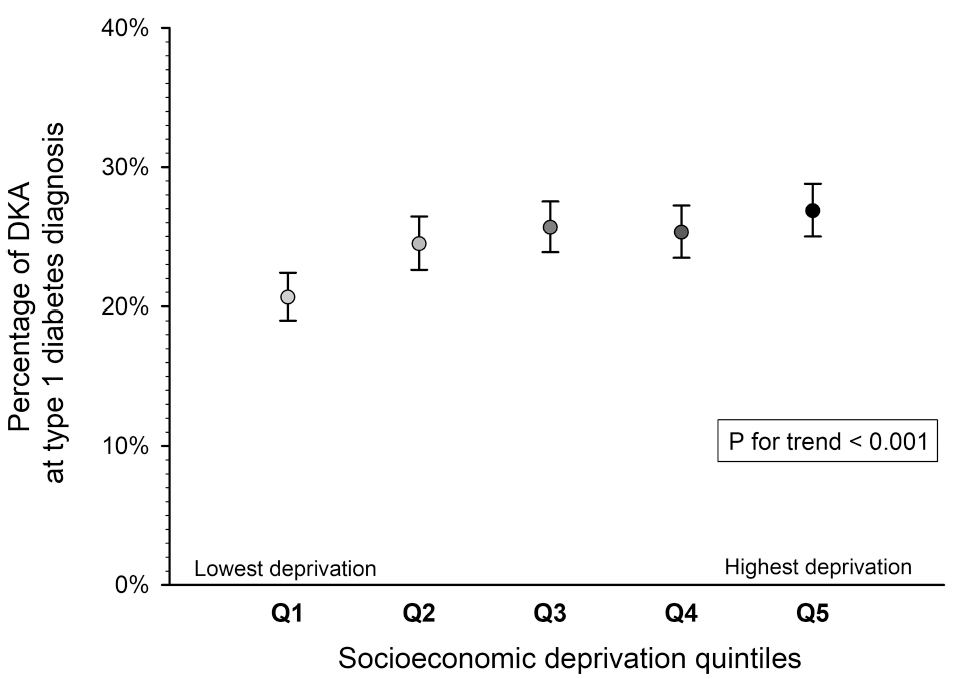 40%
30%
20%
10%
0%
Percentage of DKA
at type 1 diabetes diagnosis
P for trend < 0.001
Lowest deprivation
Highest deprivation
Q1 Q2 Q3 Q4 Q5
Socioeconomic deprivation quintiles